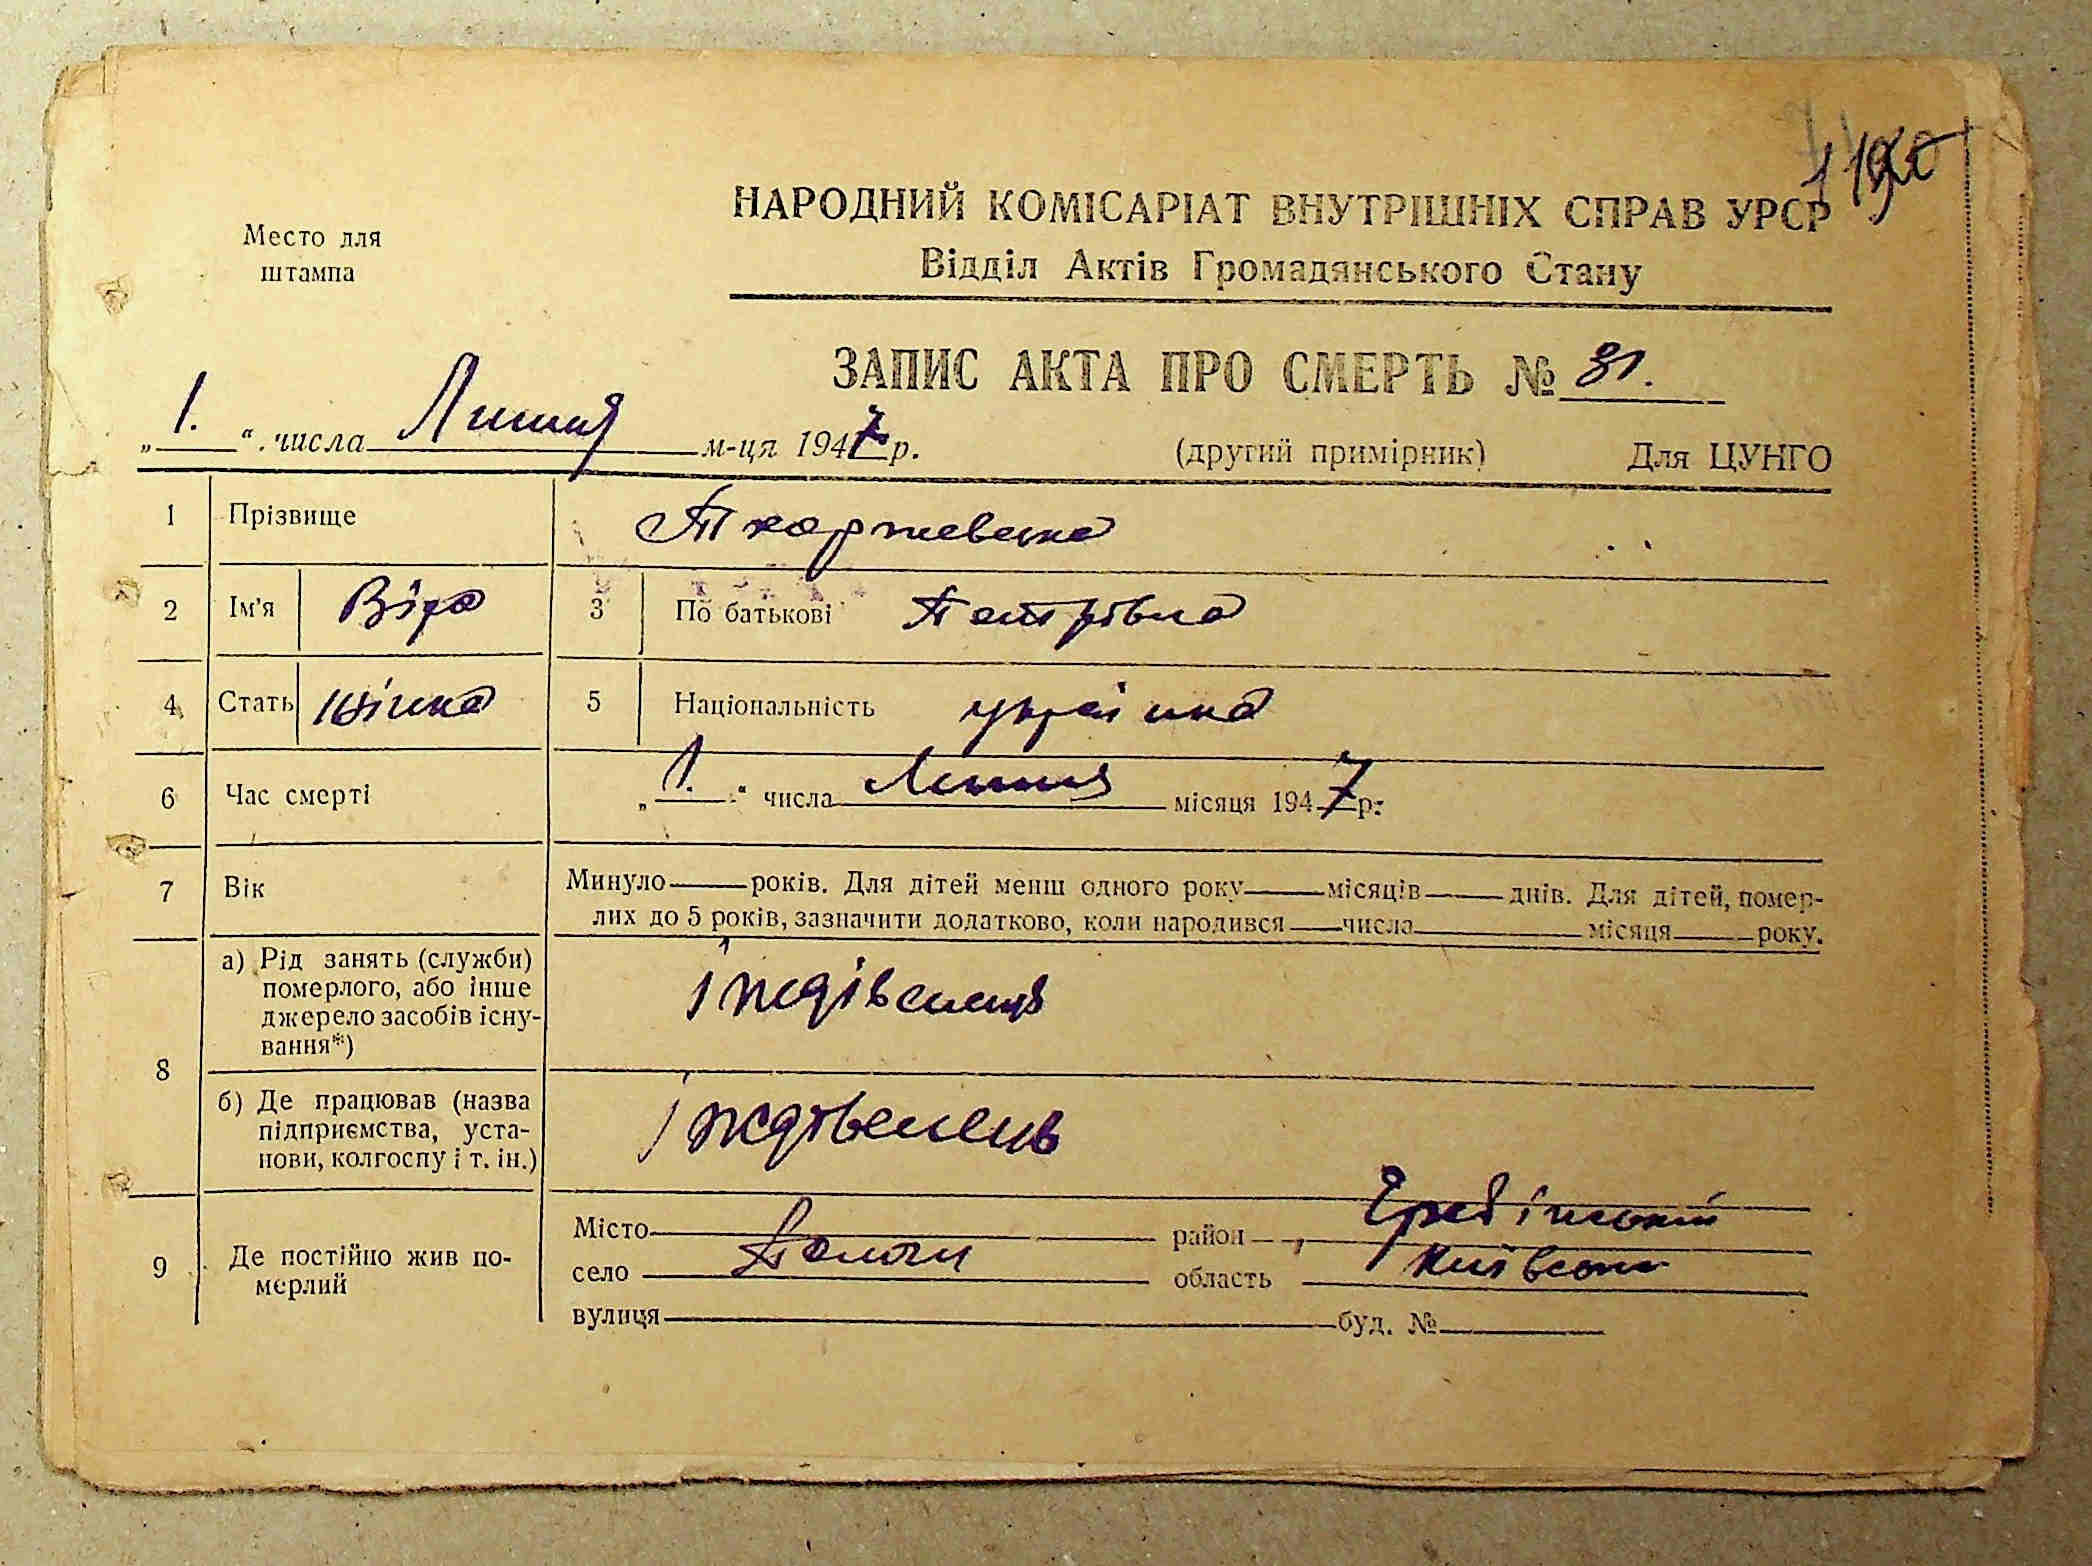 Место для
штампа
НАРОДНИЙ КОМІСАРІАТ ВНУТРІШНІХ СПРАВ УРСР
Відділ Актів Громадянського Стану
ЗАПИС АКТА ПРО СМЕРТЬ № 31.
„1.“ числа Липня м-ця 1947 р. (другий примірник) Для ЦУНГО
1 Прізвище
2 Ім'я Віра 3 По батькові Петрівна
4 Стать жінка 5 Національність українка
6 Час смерті „1.“ числа Липня місяця 1947 р.
7 Вік Минуло років. Для дітей менш одного року місяців днів. Для дітей, помер-
лих до 5 років, зазначити додатково, коли народився числа місяця року.
8 а) Рід занять (служби)
померлого, або інше
джерело засобів існу-
вання*)
іждівенець
б) Де працював (назва
підприємства, уста-
нови, колгоспу і т. ін.)
іждівенець
9 Де постійно жив по-
мерлий
Місто район
село область Київська
вулиця буд. №